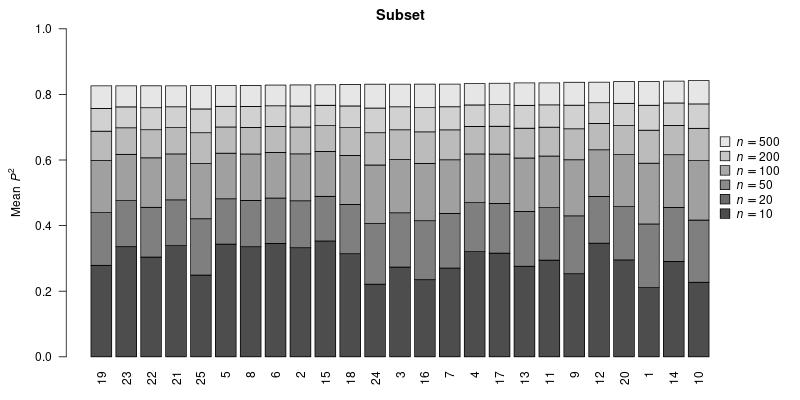 Subset
1.0
0.8
0.6
0.4
0.2
0.0
Mean P²
n = 500
n = 200
n = 100
n = 50
n = 20
n = 10
19 23 22 21 25 5 8 6 2 15 18 24 3 16 7 4 17 13 11 9 12 20 1 14 10